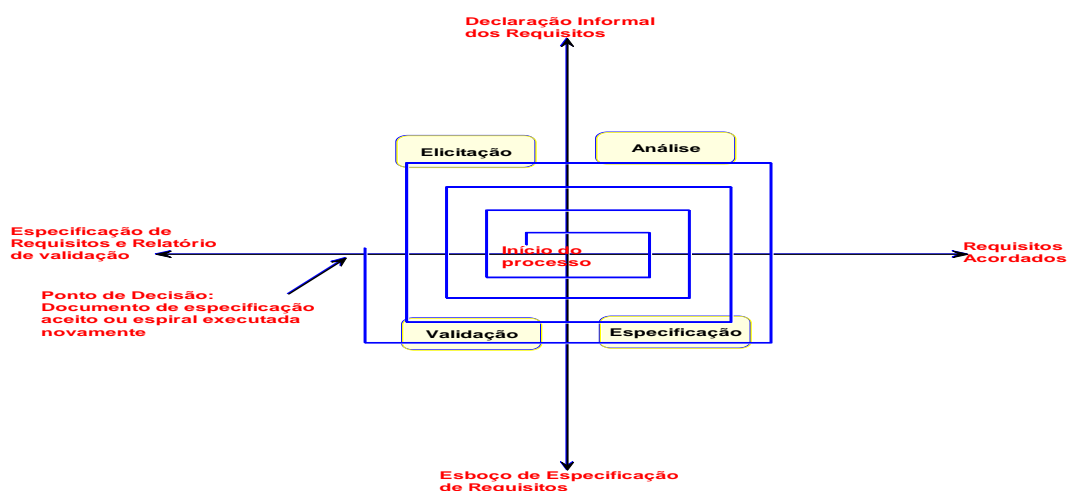 Declaração Informal
dos Requisitos
Elicitação
Análise
Especificação de
Requisitos e Relatório
de validação
Início do
processo
Requisitos
Acordados
Ponto de Decisão:
Documento de especificação
aceito ou espiral executada
novamente
Validação
Especificação
Esboço de Especificação
de Requisitos